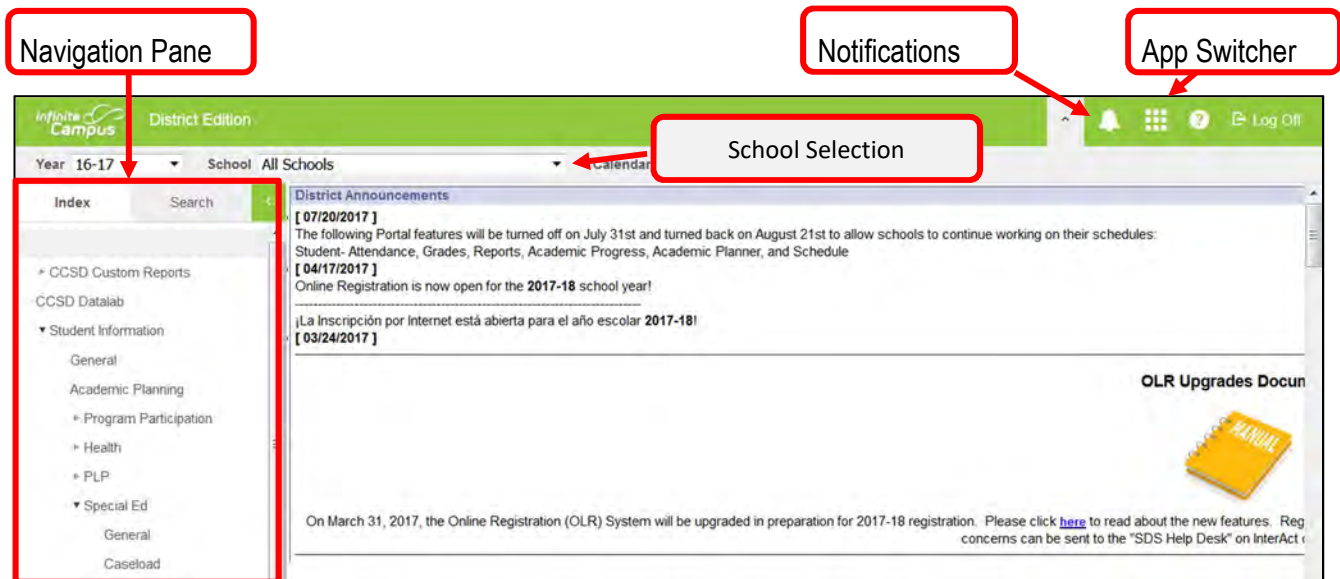 Navigation Pane
Notifications
App Switcher
Infinite Campus
District Edition
? Log Off
Year 16-17 School All Schools
School Selection
Calendar
Index Search
CCSD Custom Reports
CCSD Datalab
Student Information
General
Academic Planning
Program Participation
Health
PLP
Special Ed
General
Caseload
District Announcements
[ 07/20/2017 ]
The following Portal features will be turned off on July 31st and turned back on August 21st to allow schools to continue working on their schedules:
Student- Attendance, Grades, Reports, Academic Progress, Academic Planner, and Schedule
[ 04/17/2017 ]
Online Registration is now open for the 2017-18 school year!
------------------------------------------------------------
¡La Inscripción por Internet está abierta para el año escolar 2017-18!
[ 03/24/2017 ]
OLR Upgrades Docum
MANUAL
On March 31, 2017, the Online Registration (OLR) System will be upgraded in preparation for 2017-18 registration. Please click here to read about the new features. Reg
concerns can be sent to the "SDS Help Desk" on InterAct